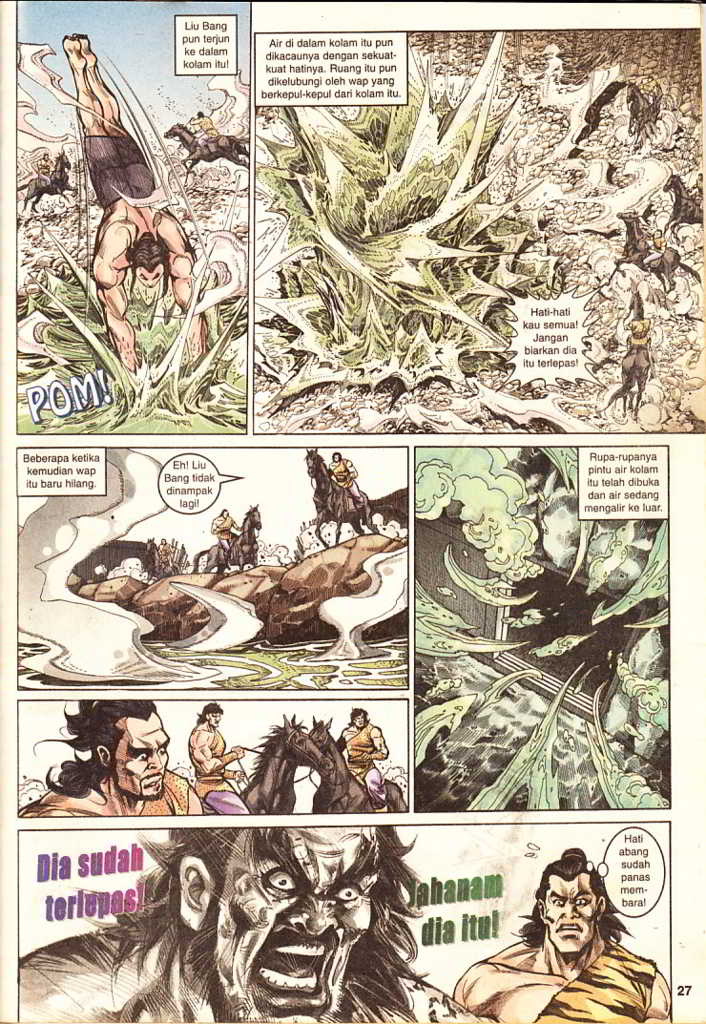 Liu Bang
pun terjun
ke dalam
kolam itu!
Air di dalam kolam itu pun
dikacaunya dengan sekuat-
kuat hatinya. Ruang itu pun
dikelubungi oleh wap yang
berkepul-kepul dari kolam itu.
Hati-hati
kau semua!
Jangan
biarkan dia
itu terlepas!
POM!
Beberapa ketika
kemudian wap
itu baru hilang.
Eh! Liu
Bang tidak
dinampak
lagi!
Rupa-rupanya
pintu air kolam
itu telah dibuka
dan air sedang
mengalir ke luar.
Dia sudah
terlepas!
Jahanam
dia itu!
Hati
abang
sudah
panas
mem-
bara!
27